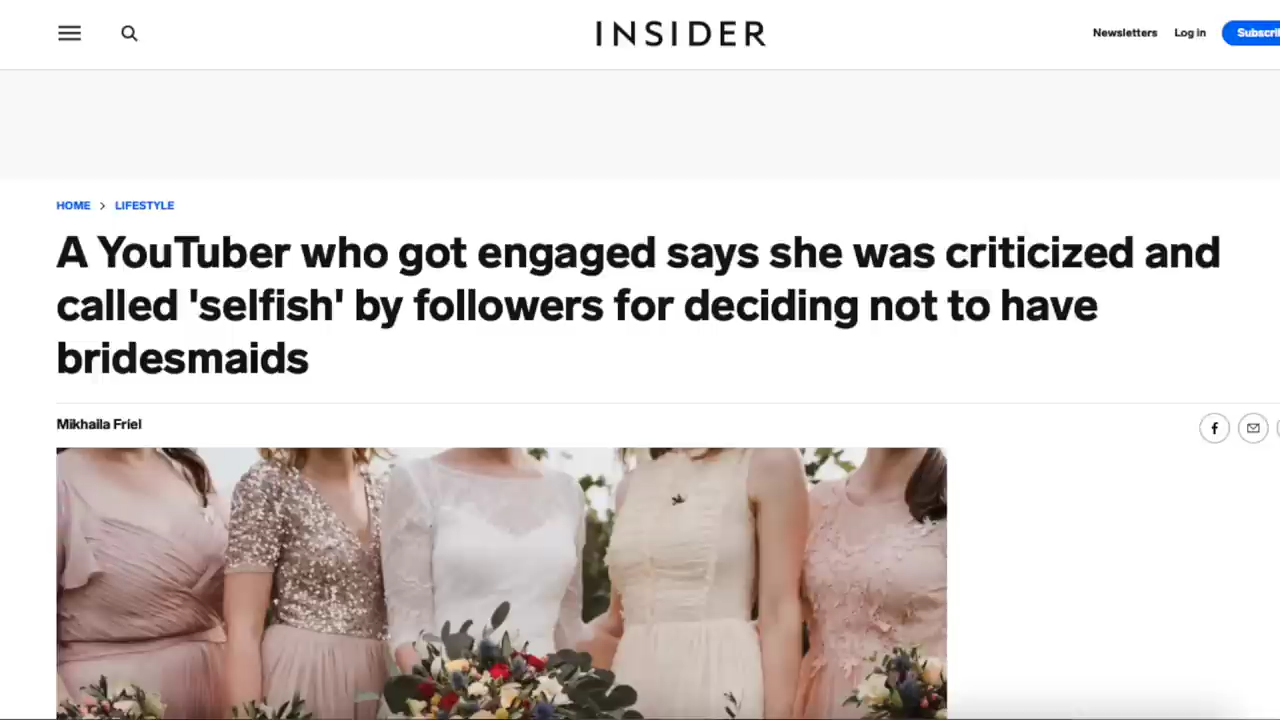 INSIDER
Newsletters
Log in
HOME > LIFESTYLE
A YouTuber who got engaged says she was criticized and
called 'selfish' by followers for deciding not to have
bridesmaids
Mikhaila Friel